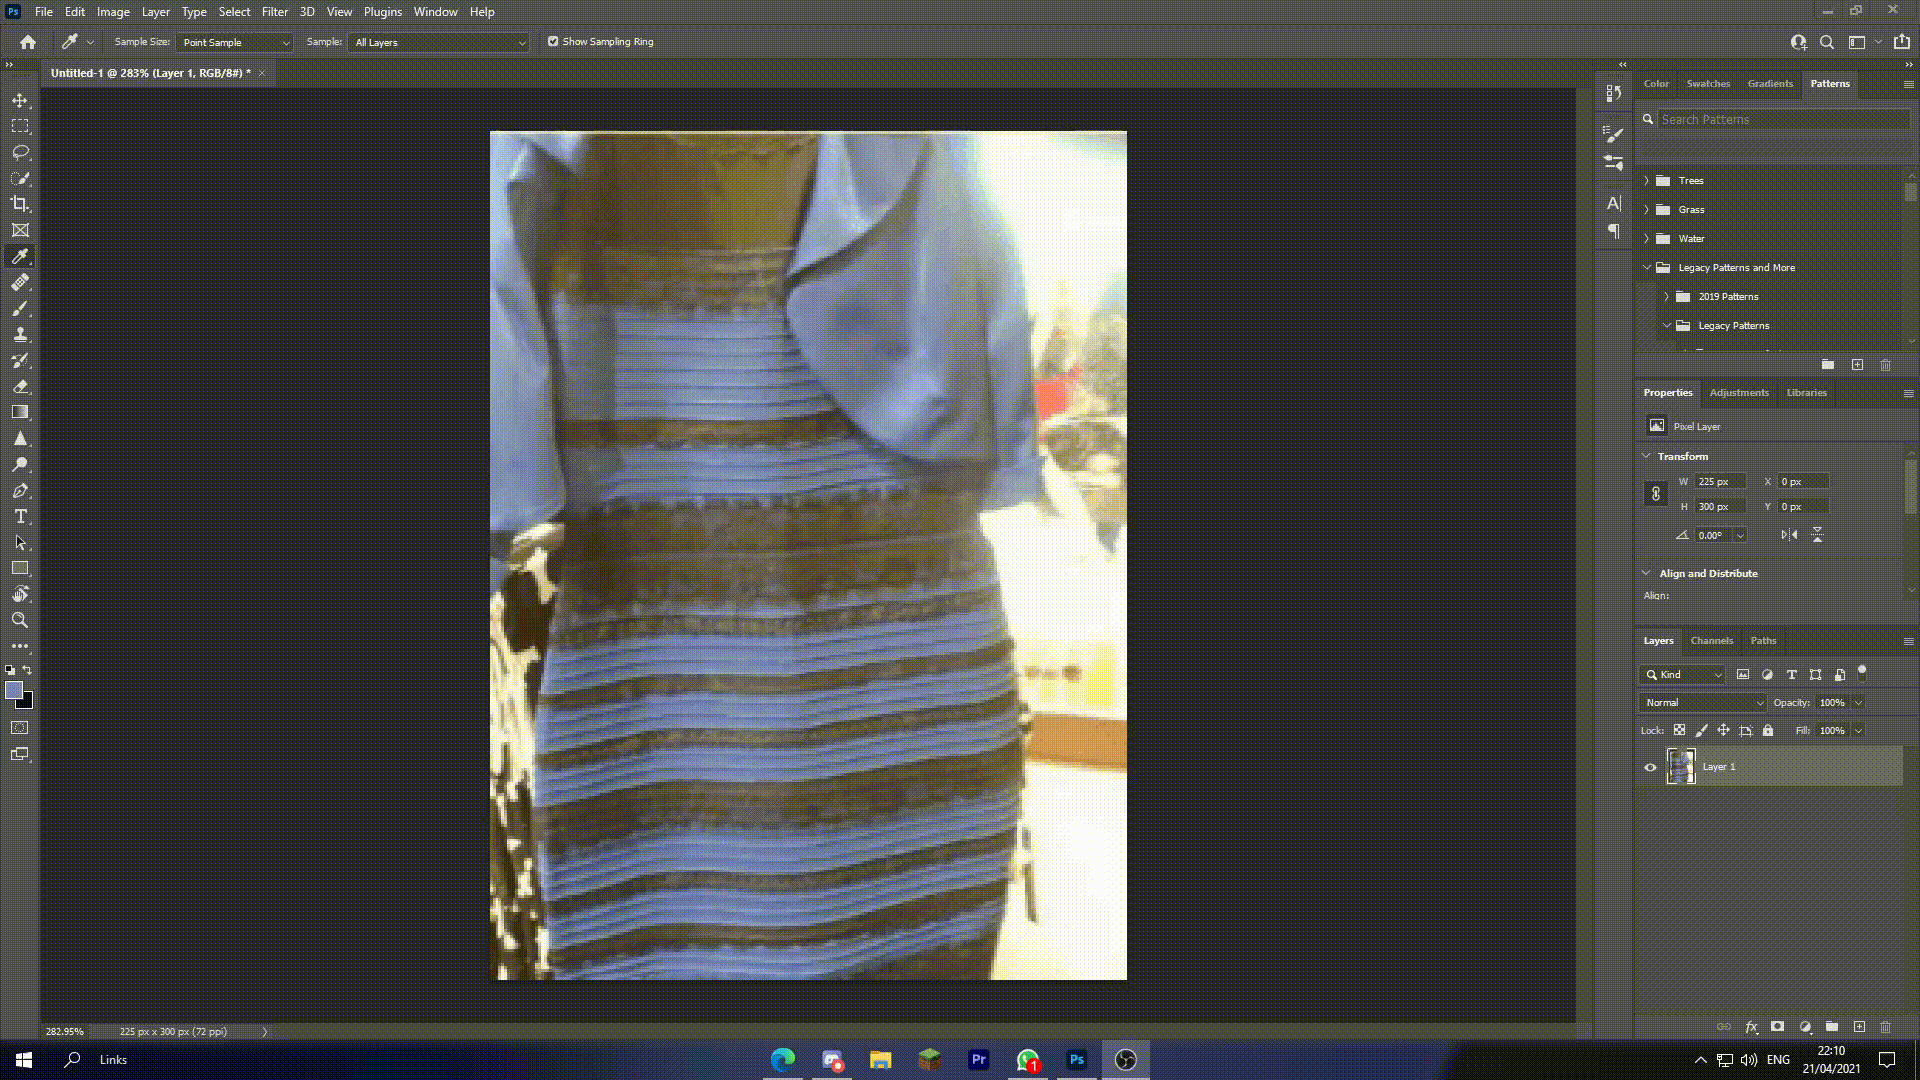 Ps File Edit Image Layer Type Select Filter 3D View Plugins Window Help
Sample Size: Point Sample Sample: All Layers Show Sampling Ring
Untitled-1 @ 283% (Layer 1, RGB/8#) *
Color Swatches Gradients Patterns
Search Patterns
Trees
Grass
Water
Legacy Patterns and More
2019 Patterns
Legacy Patterns
Properties Adjustments Libraries
Pixel Layer
Transform
W 225 px X 0 px
H 300 px Y 0 px
0.00°
Align and Distribute
Align:
Layers Channels Paths
Kind
Normal Opacity: 100%
Lock: Fill: 100%
Layer 1
282.95% 225 px x 300 px (72 ppi)
Links Pr 1 Ps ENG 22:10
21/04/2021